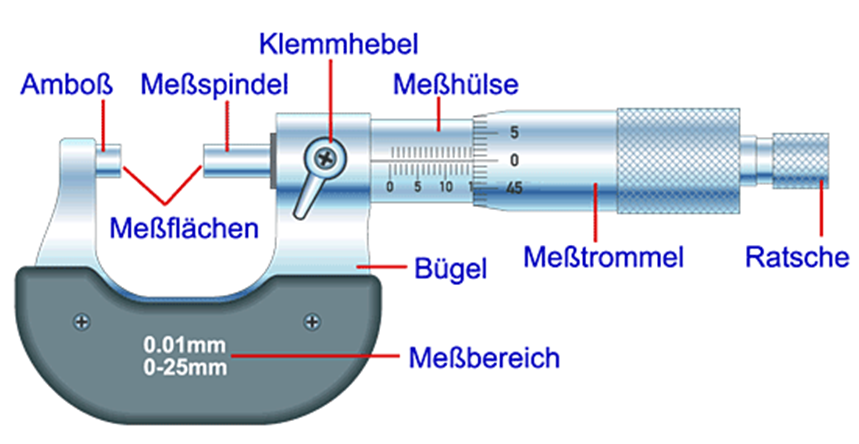 Klemmhebel
Amboß Meßspindel Meßhülse
5
0
0 5 10 1
45
Meßflächen
Meßtrommel Ratsche
Bügel
0.01mm
0-25mm
Meßbereich